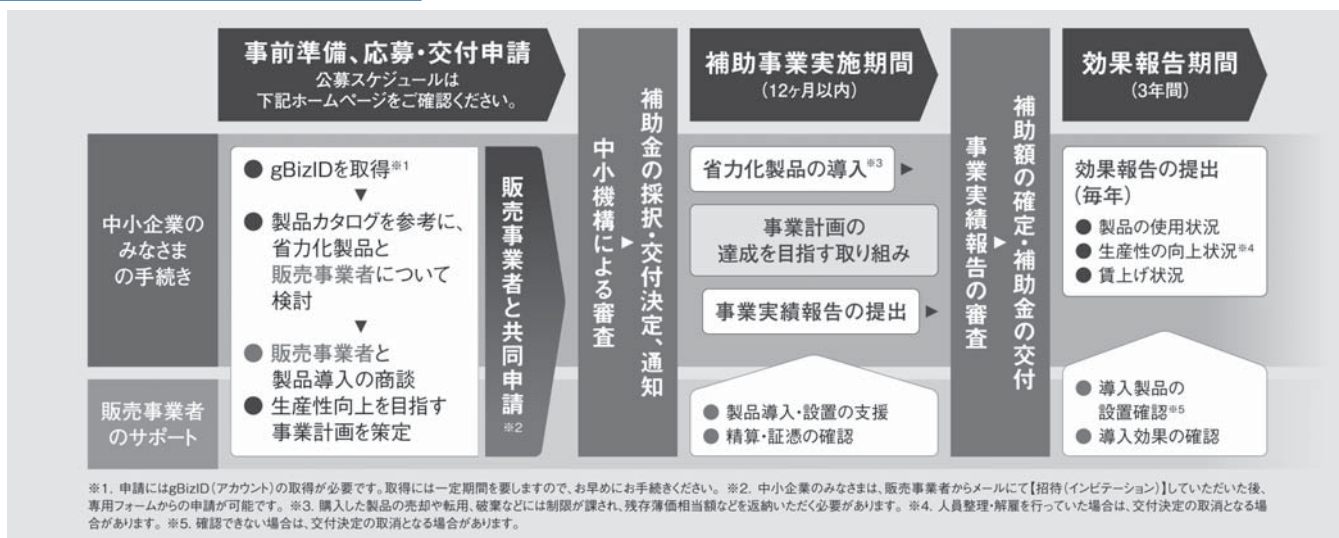 事前準備、応募・交付申請
公募スケジュールは
下記ホームページをご確認ください。
中小機構による審査
▶
補助金の採択・交付決定、通知
補助事業実施期間
(12ヶ月以内)
事業実績報告の審査
▶
補助額の確定・補助金の交付
効果報告期間
(3年間)
中小企業の
みなさま
の手続き
● gBizIDを取得※1
▼
● 製品カタログを参考に、
省力化製品と
販売事業者について
検討
▼
● 販売事業者と
製品導入の商談
● 生産性向上を目指す
事業計画を策定
販売事業者と共同申請
※2
省力化製品の導入※3 ▶
事業計画の
達成を目指す取り組み
事業実績報告の提出 ▶
効果報告の提出
(毎年)
● 製品の使用状況
● 生産性の向上状況※4
● 賃上げ状況
販売事業者
のサポート
● 製品導入・設置の支援
● 精算・証憑の確認
● 導入製品の
設置確認※5
● 導入効果の確認
※1. 申請にはgBizID(アカウント)の取得が必要です。取得には一定期間を要しますので、お早めにお手続きください。 ※2. 中小企業のみなさまは、販売事業者からメールにて【招待(インビテーション)】していただいた後、
専用フォームからの申請が可能です。 ※3. 購入した製品の売却や転用、破棄などには制限が課され、残存簿価相当額などを返納いただく必要があります。 ※4. 人員整理・解雇を行っていた場合は、交付決定の取消となる場
合があります。 ※5. 確認できない場合は、交付決定の取消となる場合があります。